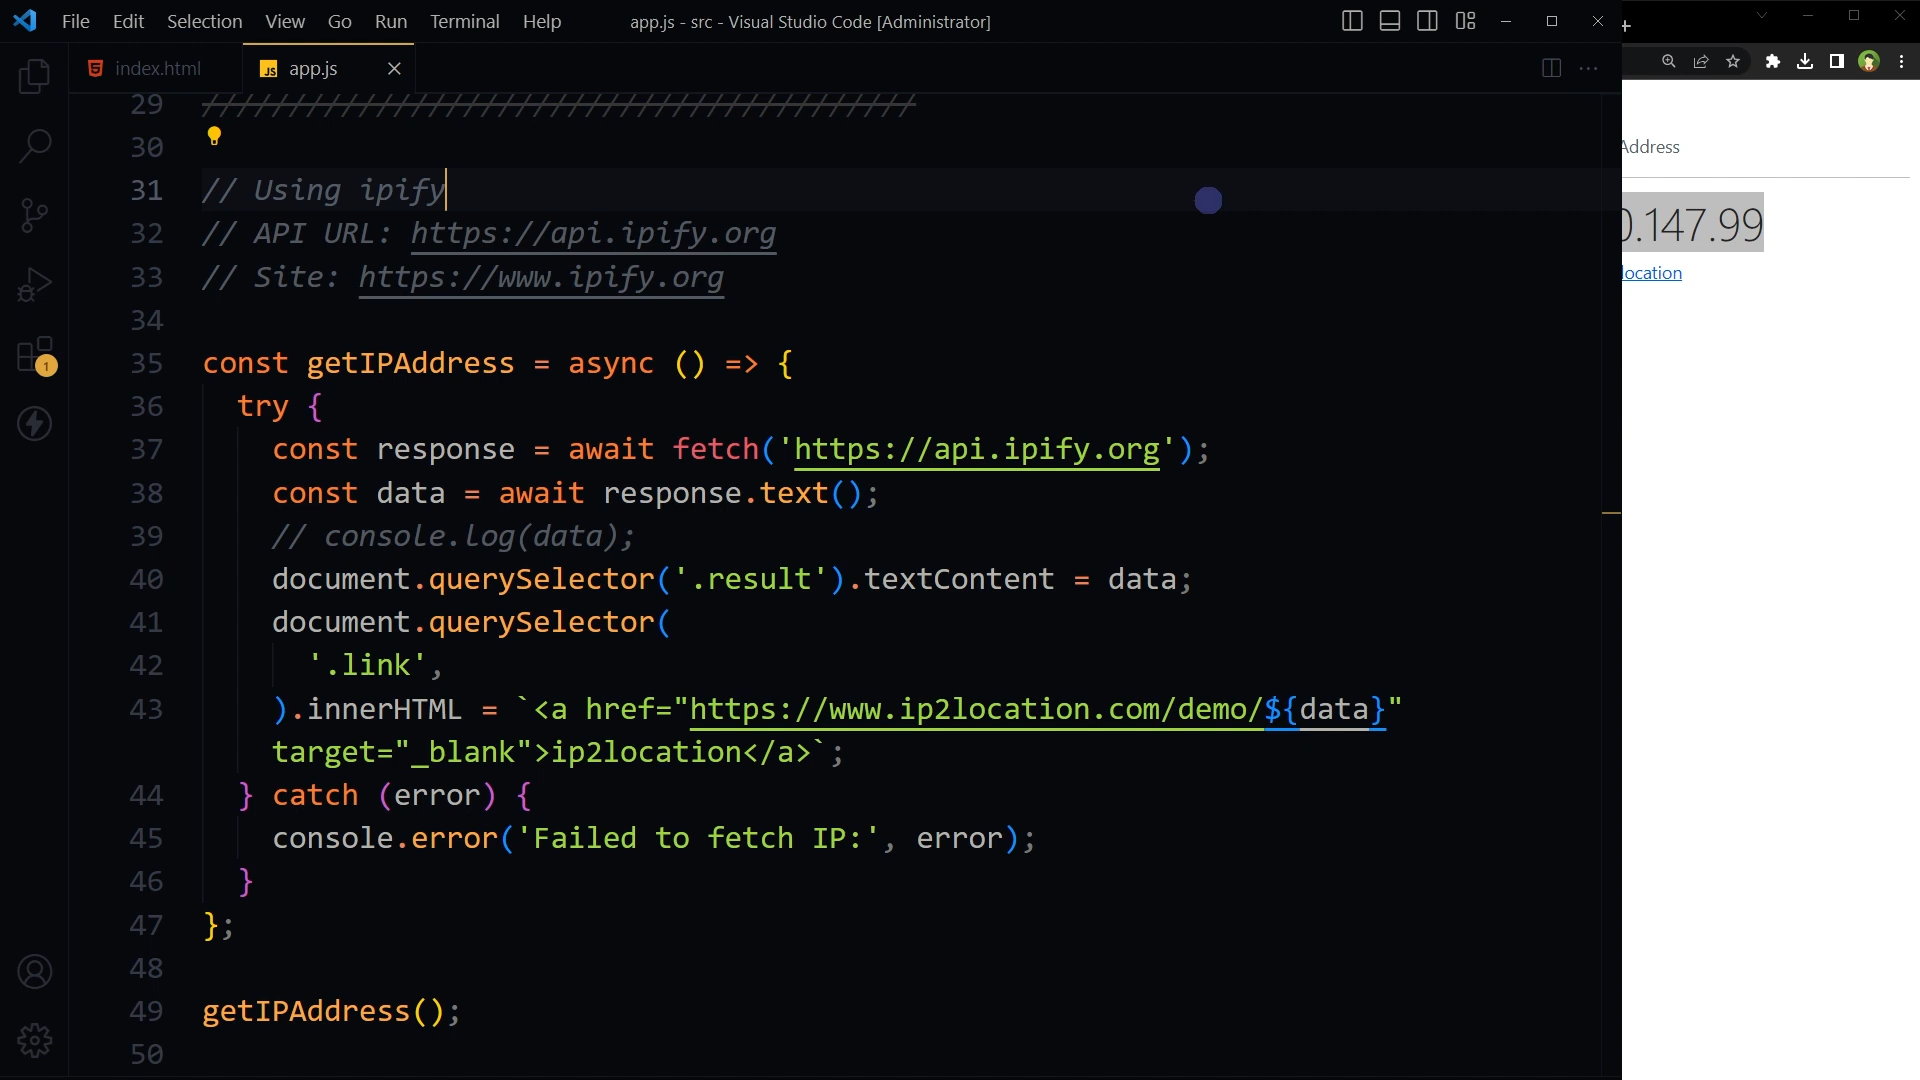 File Edit Selection View Go Run Terminal Help app.js - src - Visual Studio Code [Administrator]
index.html app.js
29 /////////////////////////////////////////
30
31 // Using ipify
32 // API URL: https://api.ipify.org
33 // Site: https://www.ipify.org
34
35 const getIPAddress = async () => {
36 try {
37 const response = await fetch('https://api.ipify.org');
38 const data = await response.text();
39 // console.log(data);
40 document.querySelector('.result').textContent = data;
41 document.querySelector(
42 '.link',
43 ).innerHTML = `<a href="https://www.ip2location.com/demo/${data}"
target="_blank">ip2location</a>`;
44 } catch (error) {
45 console.error('Failed to fetch IP:', error);
46 }
47 };
48
49 getIPAddress();
50
1
Address
0.147.99
location